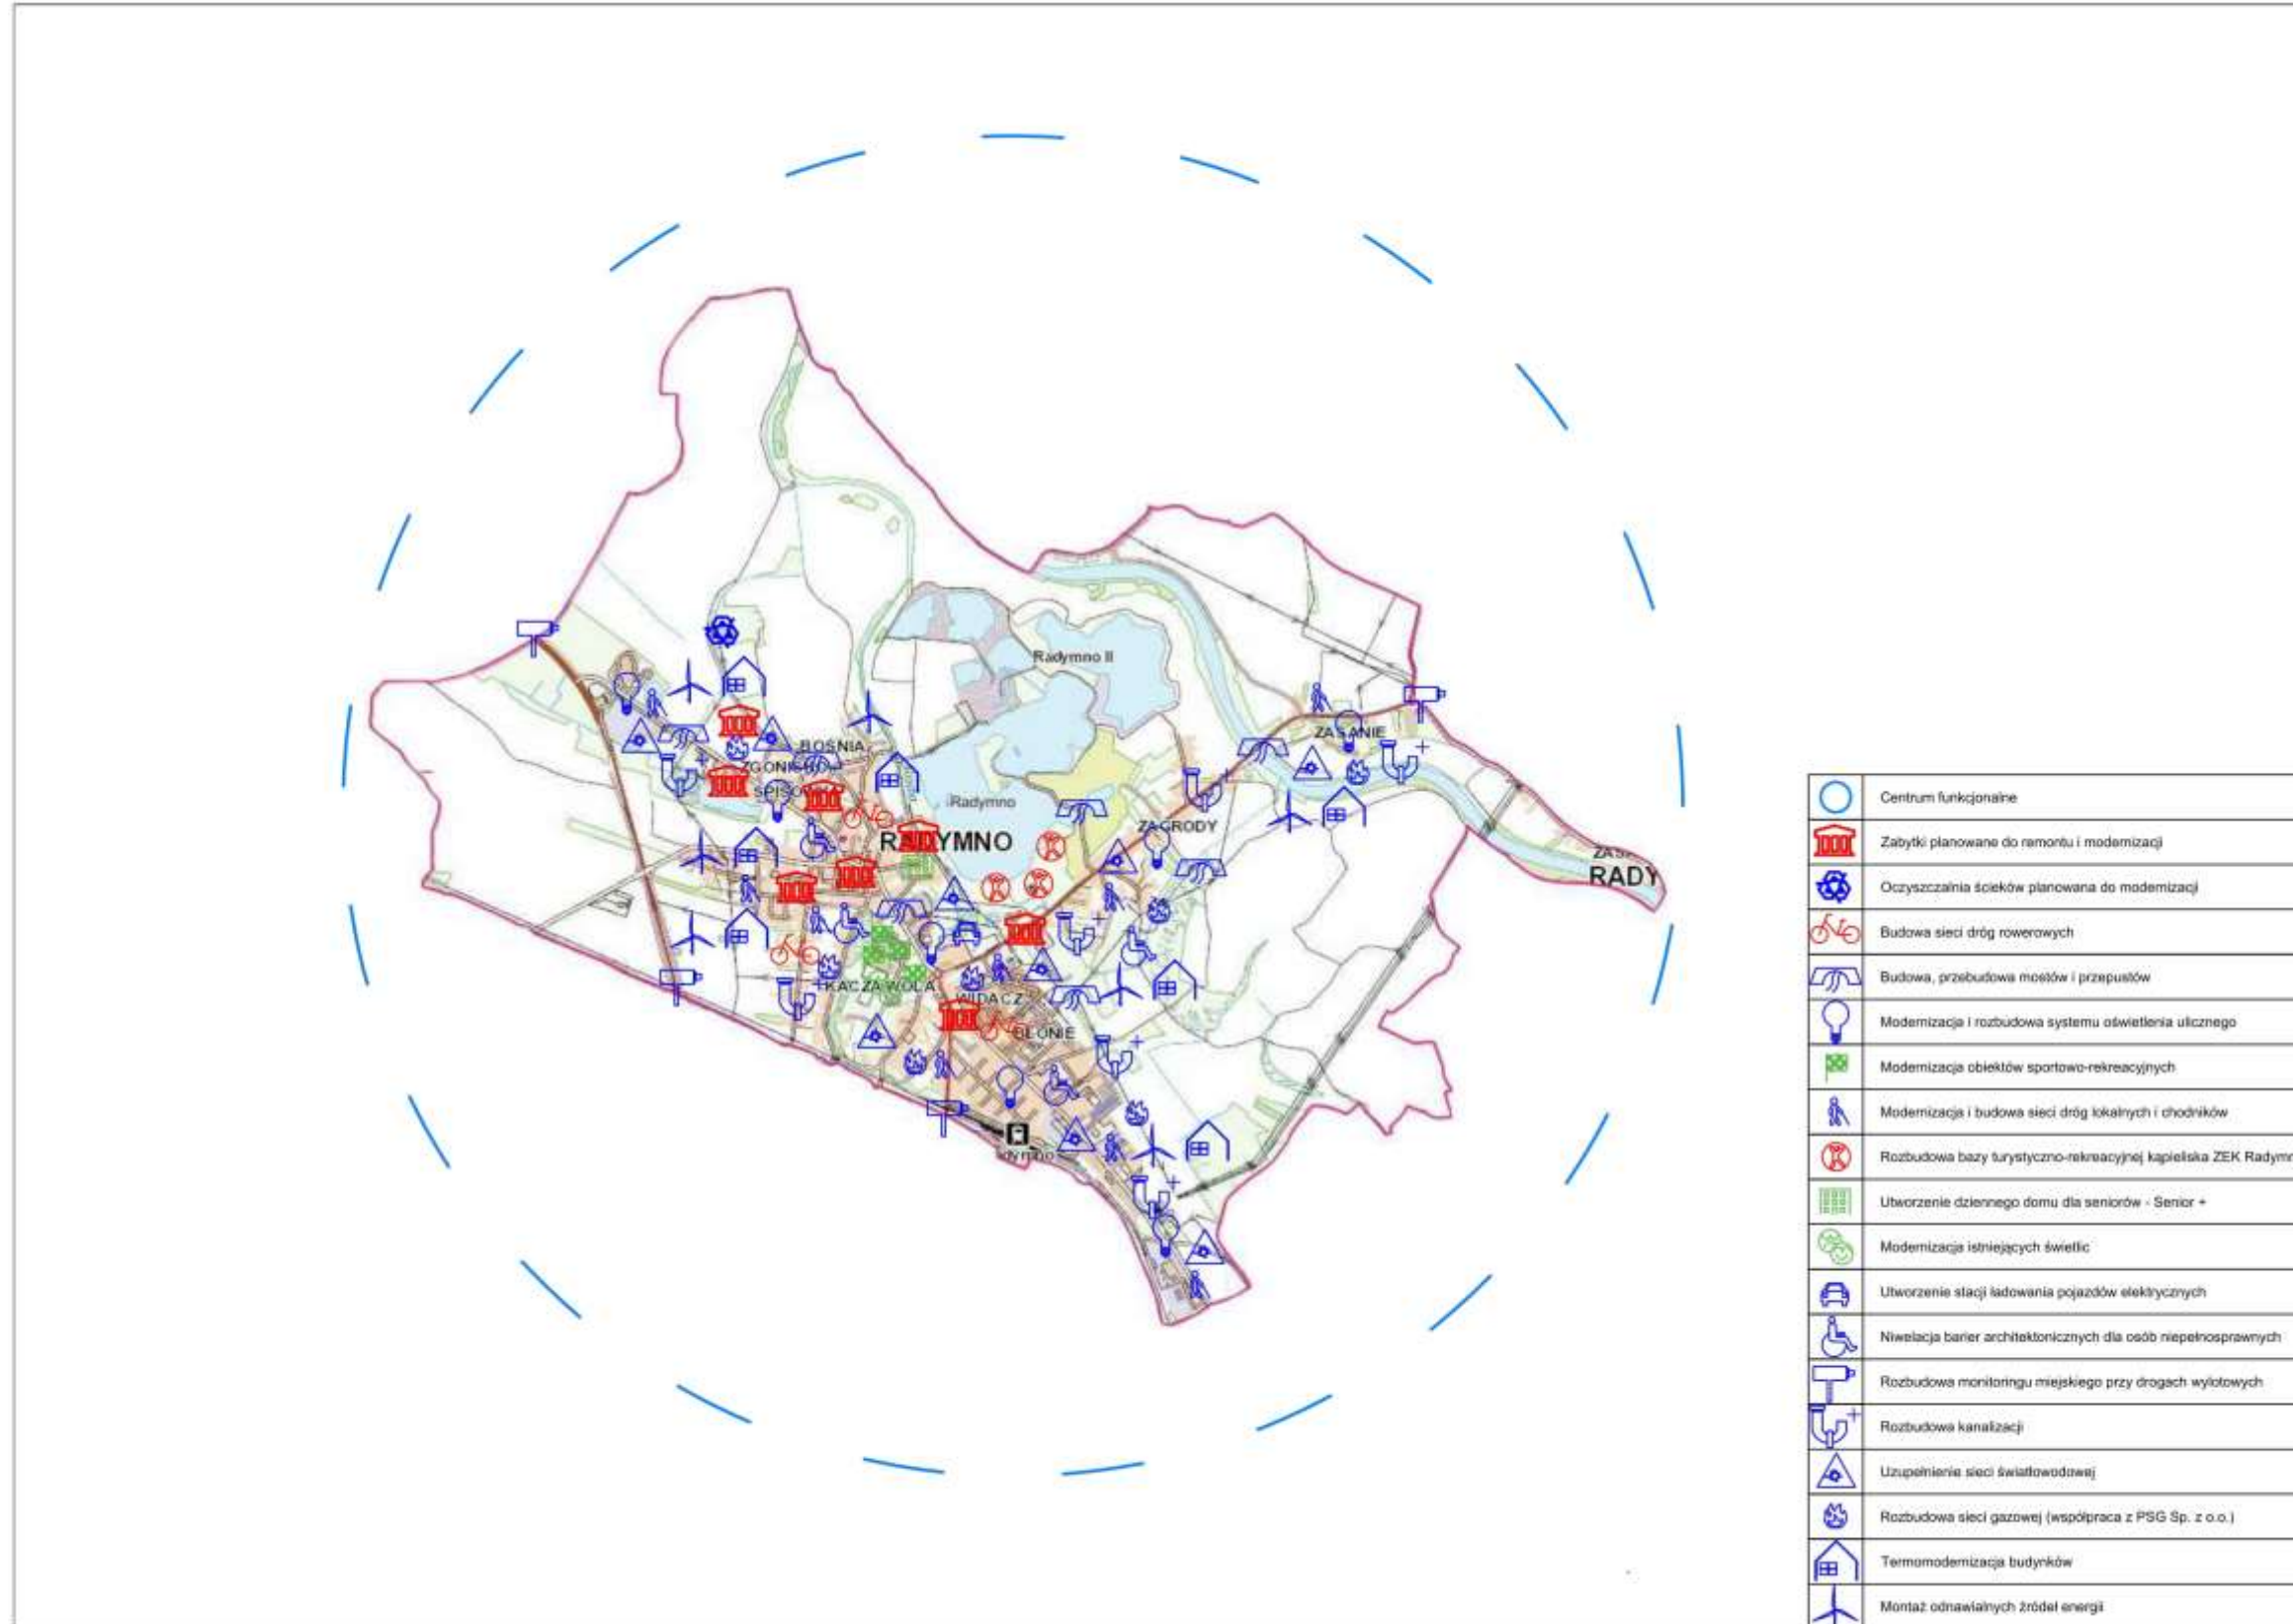 Radymno II
ZASANIE
BOŚNIA
Radymno
ZAGRODY
RADYMNO
RADY
KACZA WOLA
WIDACZ
BŁONIE
Centrum funkcjonalne
Zabytki planowane do remontu i modernizacji
Oczyszczalnia ścieków planowana do modernizacji
Budowa sieci dróg rowerowych
Budowa, przebudowa mostów i przepustów
Modernizacja i rozbudowa systemu oświetlenia ulicznego
Modernizacja obiektów sportowo-rekreacyjnych
Modernizacja i budowa sieci dróg lokalnych i chodników
Rozbudowa bazy turystyczno-rekreacyjnej kąpieliska ZEK Radymn
Utworzenie dziennego domu dla seniorów - Senior +
Modernizacja istniejących świetlic
Utworzenie stacji ładowania pojazdów elektrycznych
Niwelacja barier architektonicznych dla osób niepełnosprawnych
Rozbudowa monitoringu miejskiego przy drogach wylotowych
Rozbudowa kanalizacji
Uzupełnienie sieci światłowodowej
Rozbudowa sieci gazowej (współpraca z PSG Sp. z o.o.)
Termomodernizacja budynków
Montaż odnawialnych źródeł energii